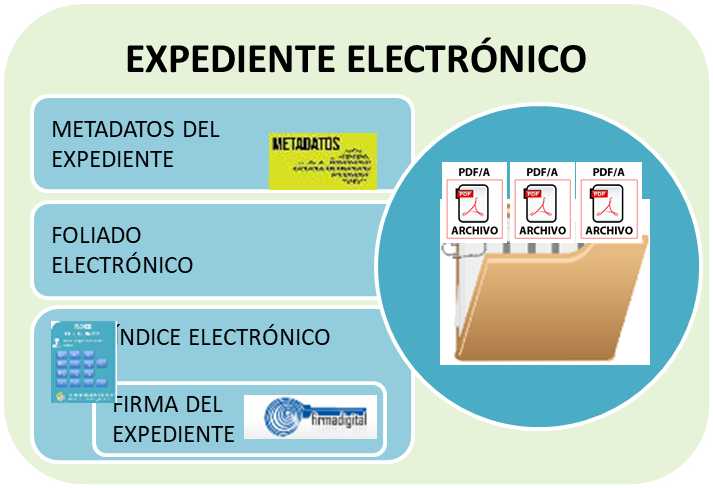 EXPEDIENTE ELECTRÓNICO
METADATOS DEL
EXPEDIENTE
METADATOS
FOLIADO
ELECTRÓNICO
ÍNDICE ELECTRÓNICO
FIRMA DEL
EXPEDIENTE
firmadigital
PDF/A
PDF
ARCHIVO
PDF/A
PDF
ARCHIVO
PDF/A
PDF
ARCHIVO